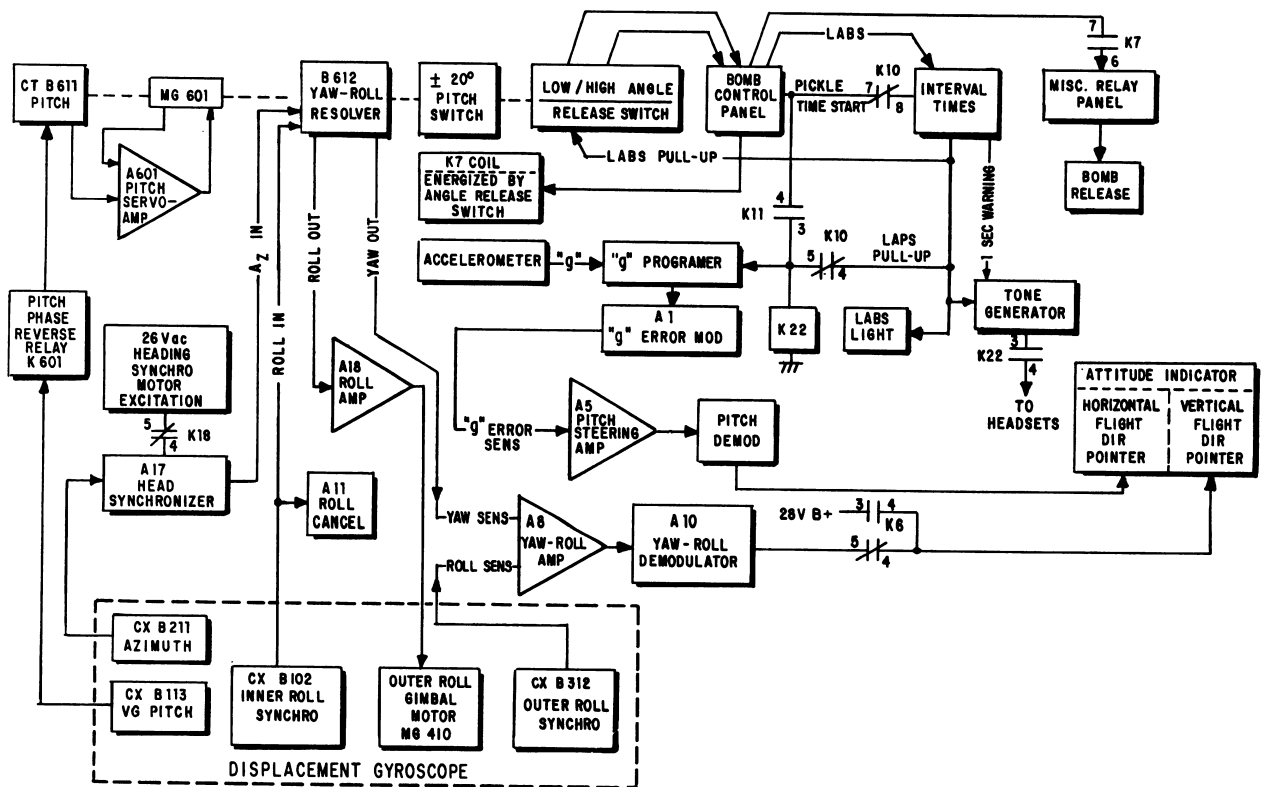 CT B611
PITCH
MG 601
A601
PITCH
SERVO-
AMP
B 612
YAW-ROLL
RESOLVER
± 20°
PITCH
SWITCH
LOW/HIGH ANGLE
RELEASE SWITCH
BOMB
CONTROL
PANEL
LABS
PICKLE
TIME START
7
K10
8
INTERVAL
TIMES
7
K7
6
MISC. RELAY
PANEL
BOMB
RELEASE
LABS PULL-UP
K7 COIL
ENERGIZED BY
ANGLE RELEASE
SWITCH
4
K11
3
1 SEC WARNING
A Z IN
ROLL IN
ROLL OUT
YAW OUT
ACCELEROMETER
"g"
"g" PROGRAMER
K10
5
4
LAPS
PULL-UP
A 1
"g" ERROR MOD
K22
LABS
LIGHT
TONE
GENERATOR
3
K22
4
TO
HEADSETS
PITCH
PHASE
REVERSE
RELAY
K 601
26 Vac
HEADING
SYNCHRO
MOTOR
EXCITATION
5
K18
4
A 17
HEAD
SYNCHRONIZER
A18
ROLL
AMP
A 11
ROLL
CANCEL
"g" ERROR
SENS
A 5
PITCH
STEERING
AMP
PITCH
DEMOD
ATTITUDE INDICATOR
HORIZONTAL
FLIGHT
DIR
POINTER
VERTICAL
FLIGHT
DIR
POINTER
YAW SENS
ROLL SENS
A 8
YAW-ROLL
AMP
A 10
YAW-ROLL
DEMODULATOR
28V B+
3
4
K6
5
4
CX B211
AZIMUTH
CX B113
VG PITCH
CX B102
INNER ROLL
SYNCHRO
OUTER ROLL
GIMBAL
MOTOR
MG 410
CX B312
OUTER ROLL
SYNCHRO
DISPLACEMENT GYROSCOPE